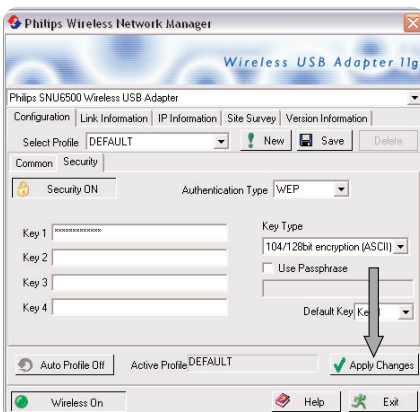 Philips Wireless Network Manager
Wireless USB Adapter 11g
Philips SNU6500 Wireless USB Adapter
Configuration Link Information IP Information Site Survey Version Information
Select Profile DEFAULT New Save Delete
Common Security
Security ON Authentication Type WEP
Key 1 *************
Key Type
104/128bit encryption (ASCII)
Key 2
Use Passphrase
Key 3
Key 4
Default Key
Auto Profile Off Active Profile DEFAULT Apply Changes
Wireless On Help Exit